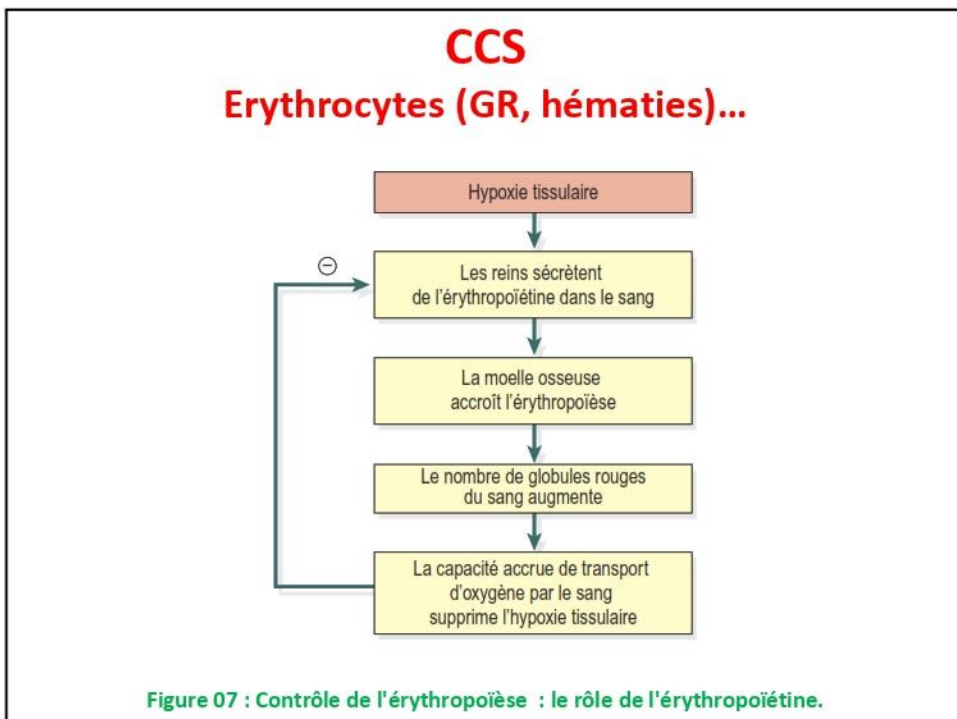 CCS
Erythrocytes (GR, hématies)...
Hypoxie tissulaire
⊖
Les reins sécrètent
de l'érythropoïétine dans le sang
La moelle osseuse
accroît l'érythropoïèse
Le nombre de globules rouges
du sang augmente
La capacité accrue de transport
d'oxygène par le sang
supprime l'hypoxie tissulaire
Figure 07 : Contrôle de l'érythropoïèse : le rôle de l'érythropoïétine.